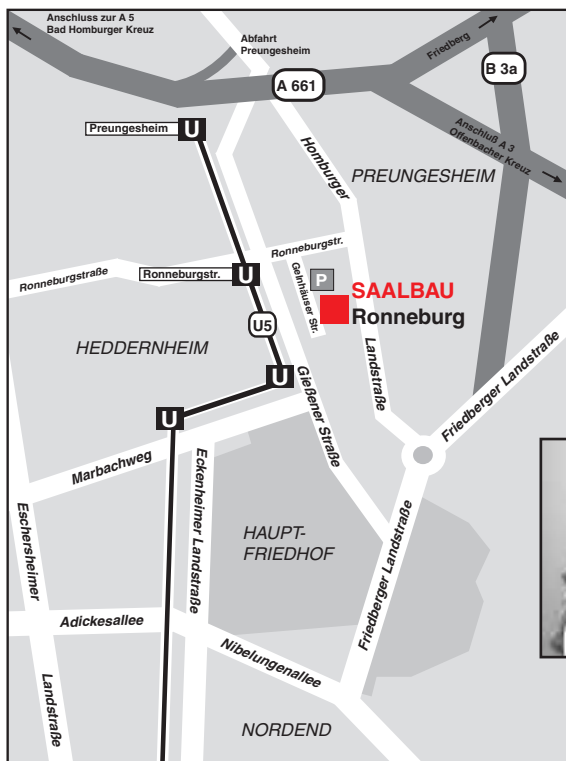 Anschluss zur A 5
Bad Homburger Kreuz
Abfahrt
Preungesheim
Friedberg
B 3a
A 661
Anschluß A 3
Offenbacher Kreuz
Preungesheim
U
Homburger
PREUNGESHEIM
Ronneburgstr.
Ronneburgstraße
Ronneburgstr.
U
Gelnhäuser Str.
P
SAALBAU
Ronneburg
U5
HEDDERNHEIM
Landstraße
U
Gießener Straße
Friedberger Landstraße
U
Marbachweg
Eckenheimer Landstraße
Eschersheimer
HAUPT-
FRIEDHOF
Friedberger Landstraße
Adickesallee
Nibelungenallee
Landstraße
NORDEND